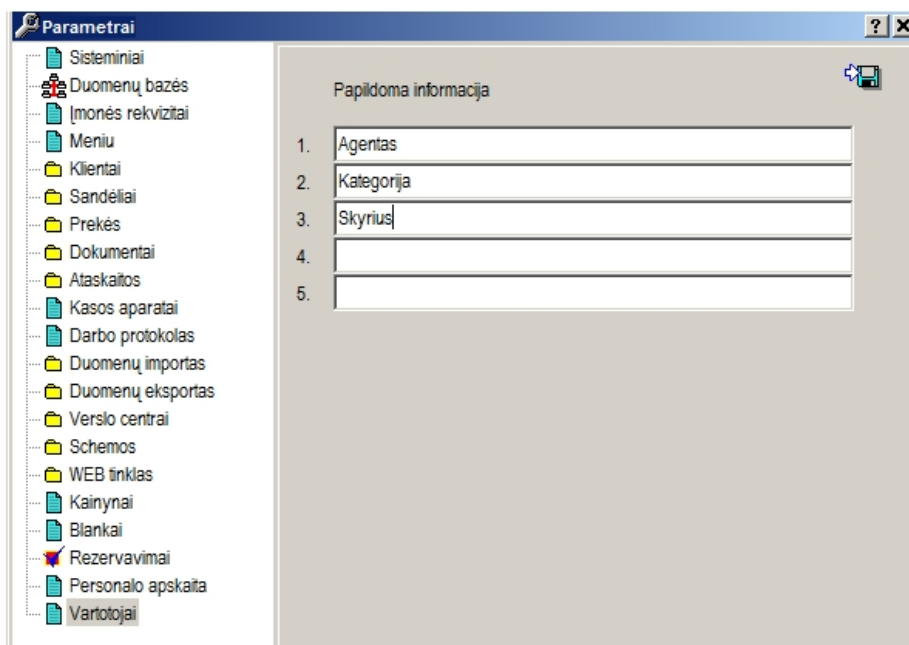 Parametrai
Sisteminiai
Duomenų bazės
Įmonės rekvizitai
Meniu
Klientai
Sandėliai
Prekės
Dokumentai
Ataskaitos
Kasos aparatai
Darbo protokolas
Duomenų importas
Duomenų eksportas
Verslo centrai
Schemos
WEB tinklas
Kainynai
Blankai
Rezervavimai
Personalo apskaita
Vartotojai
Papildoma informacija
1. Agentas
2. Kategorija
3. Skyrius
4.
5.